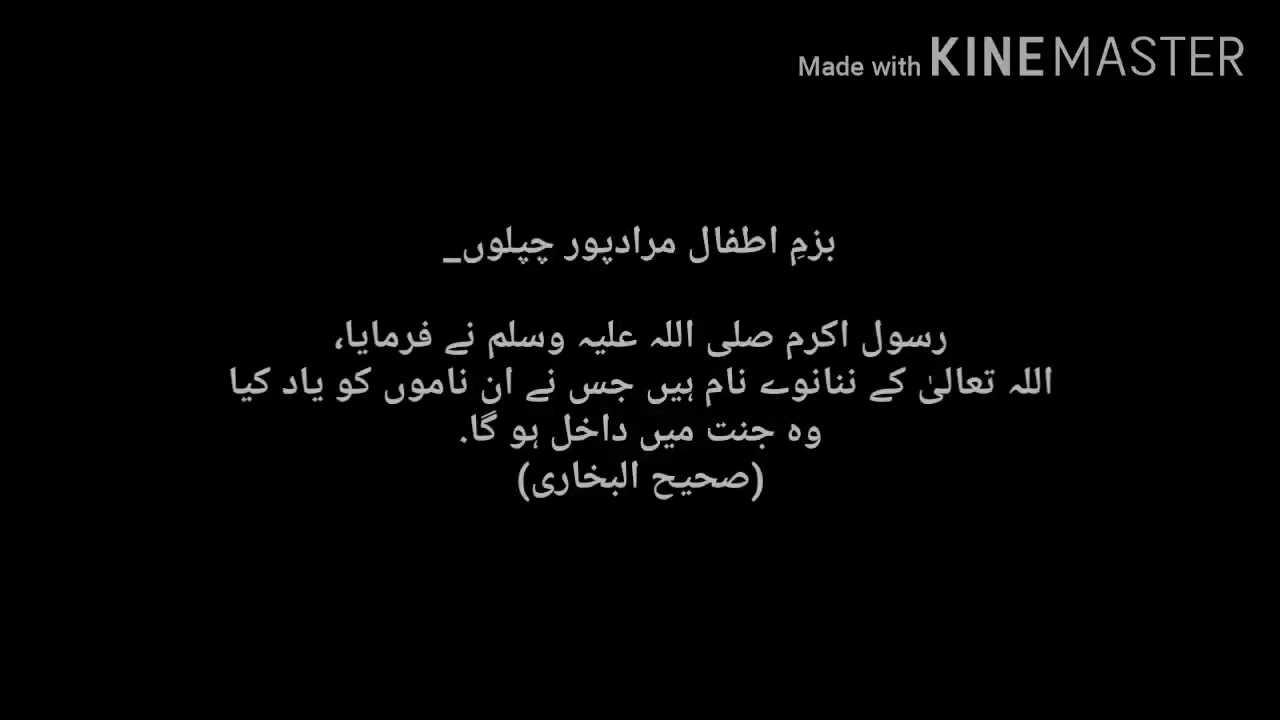 Made with KINEMASTER
بزمِ اطفال مرادپور چپلوں_
رسول اکرم صلی اللہ علیہ وسلم نے فرمایا،
اللہ تعالیٰ کے ننانوے نام ہیں جس نے ان ناموں کو یاد کیا
وہ جنت میں داخل ہو گا.
(صحیح البخاری)